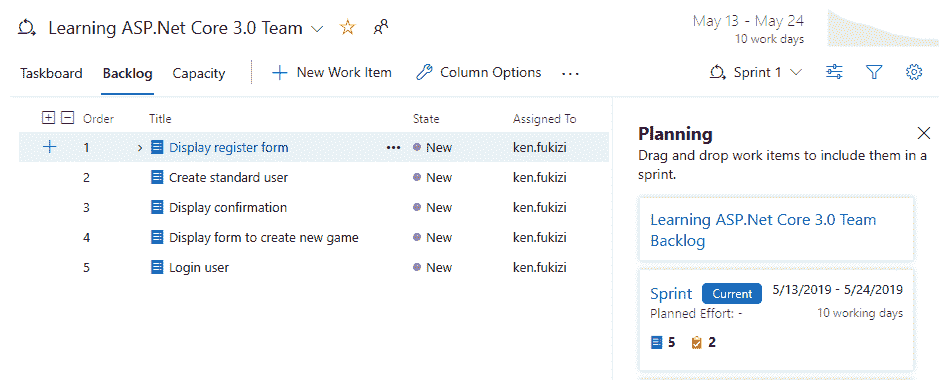 Learning ASP.Net Core 3.0 Team
May 13 - May 24
10 work days
Taskboard Backlog Capacity + New Work Item Column Options ... Sprint 1
Order Title State Assigned To
1 Display register form ... New ken.fukizi
2 Create standard user New ken.fukizi
3 Display confirmation New ken.fukizi
4 Display form to create new game New ken.fukizi
5 Login user New ken.fukizi
Planning
Drag and drop work items to include them in a
sprint.
Learning ASP.Net Core 3.0 Team
Backlog
Sprint Current 5/13/2019 - 5/24/2019
Planned Effort: - 10 working days
5 2